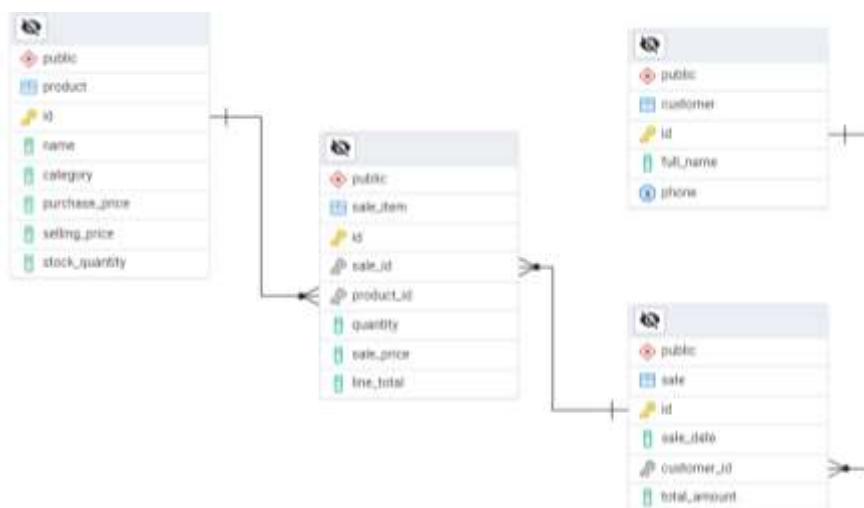 public
product
id
name
category
purchase_price
selling_price
stock_quantity
public
sale_item
id
sale_id
product_id
quantity
sale_price
line_total
public
customer
id
full_name
phone
public
sale
id
sale_date
customer_id
total_amount